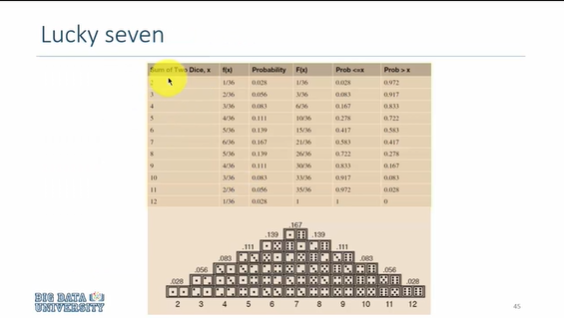 Lucky seven
Sum of Two Dice, x f(x) Probability F(x) Prob <=x Prob > x
2 1/36 0.028 1/36 0.028 0.972
3 2/36 0.056 3/36 0.083 0.917
4 3/36 0.083 6/36 0.167 0.833
5 4/36 0.111 10/36 0.278 0.722
6 5/36 0.139 15/36 0.417 0.583
7 6/36 0.167 21/36 0.583 0.417
8 5/36 0.139 26/36 0.722 0.278
9 4/36 0.111 30/36 0.833 0.167
10 3/36 0.083 33/36 0.917 0.083
11 2/36 0.056 35/36 0.972 0.028
12 1/36 0.028 1 1 0
.167
.139 .139
.111 .111
.083 .083
.056 .056
.028 .028
2 3 4 5 6 7 8 9 10 11 12
BIG DATA
UNIVERSITY
45